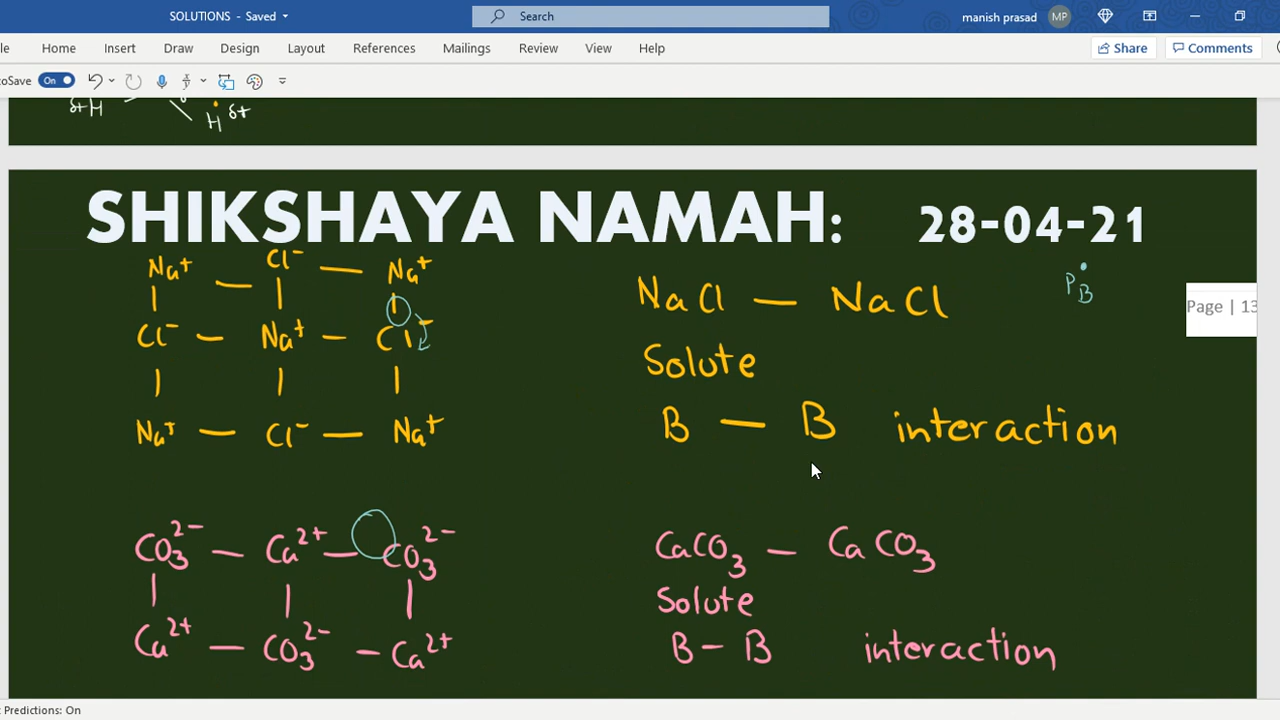 SOLUTIONS - Saved
Search
manish prasad
MP
Home Insert Draw Design Layout References Mailings Review View Help
Share
Comments
On
δ+H
H δ+
SHIKSHAYA NAMAH: 28-04-21
Na⁺ — Cl⁻ — Na⁺
Cl⁻ — Na⁺ — Cl⁻
Na⁺ — Cl⁻ — Na⁺
NaCl — NaCl
Solute
B — B interaction
P°B
Page | 13
CO₃²⁻ — Ca²⁺ — CO₃²⁻
Ca²⁺ — CO₃²⁻ — Ca²⁺
CaCO₃ — CaCO₃
Solute
B – B interaction
Predictions: On